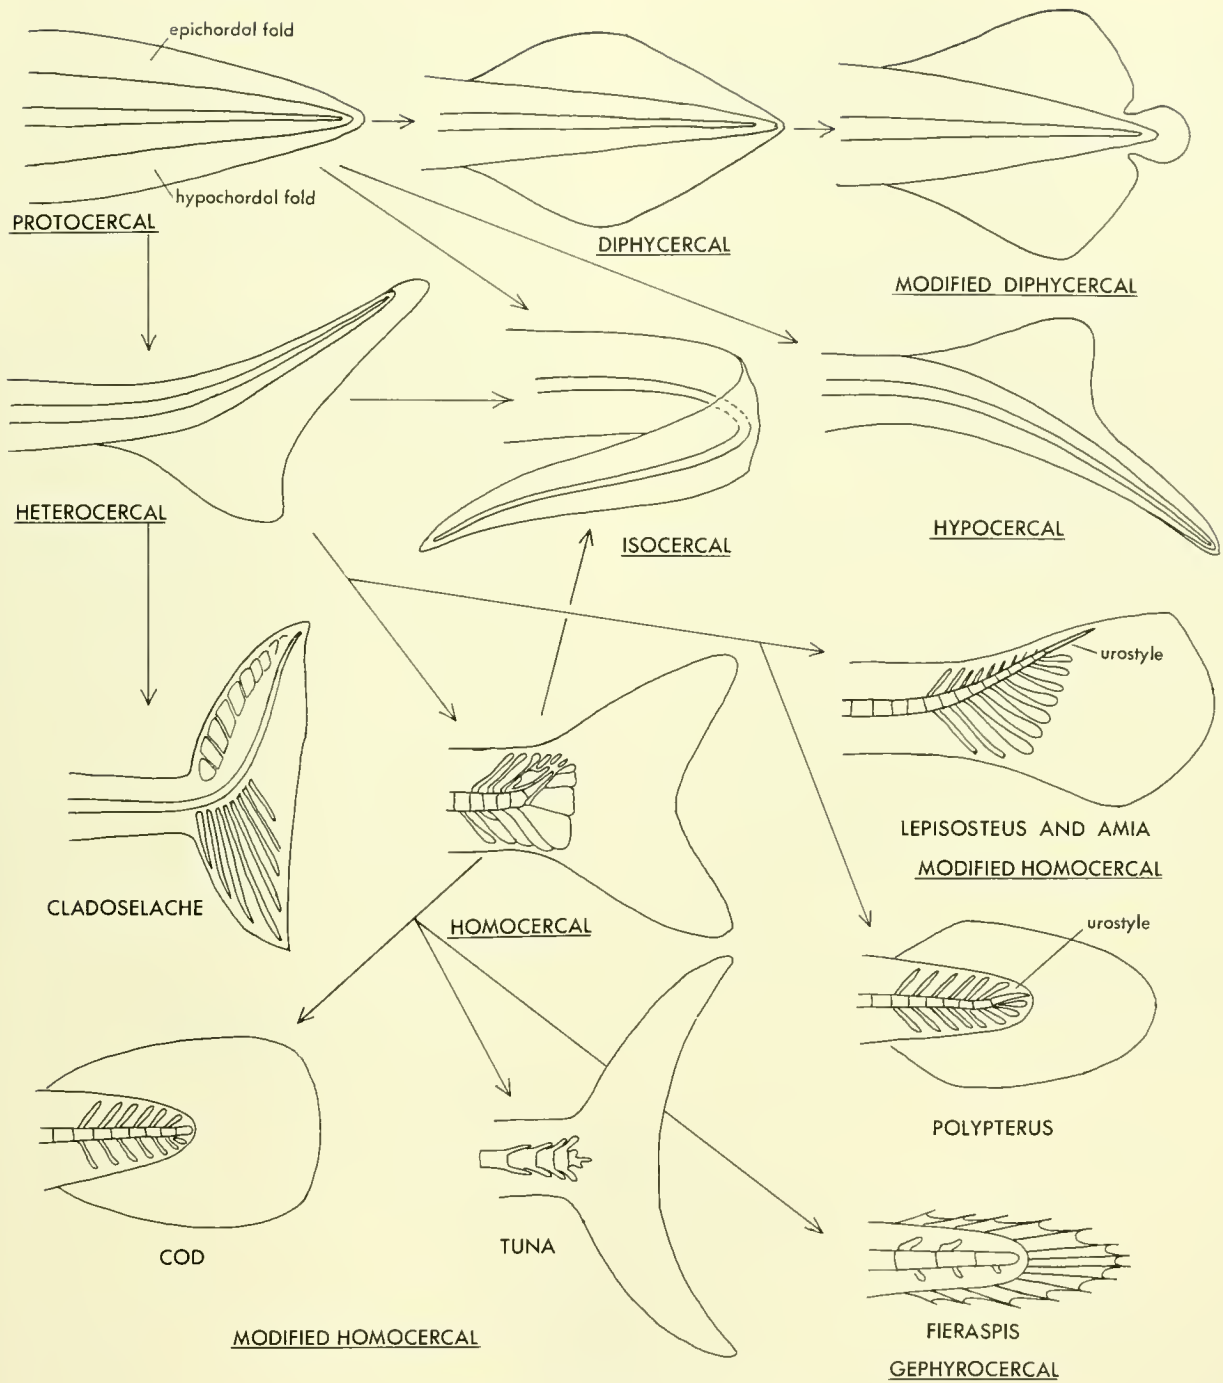 epichordal fold
hypochordal fold
PROTOCERCAL
DIPHYCERCAL
MODIFIED DIPHYCERCAL
HETEROCERCAL
ISOCERCAL
HYPOCERCAL
urostyle
LEPISOSTEUS AND AMIA
MODIFIED HOMOCERCAL
CLADOSELACHE
HOMOCERCAL
urostyle
POLYPTERUS
COD
TUNA
MODIFIED HOMOCERCAL
FIERASPIS
GEPHYROCERCAL